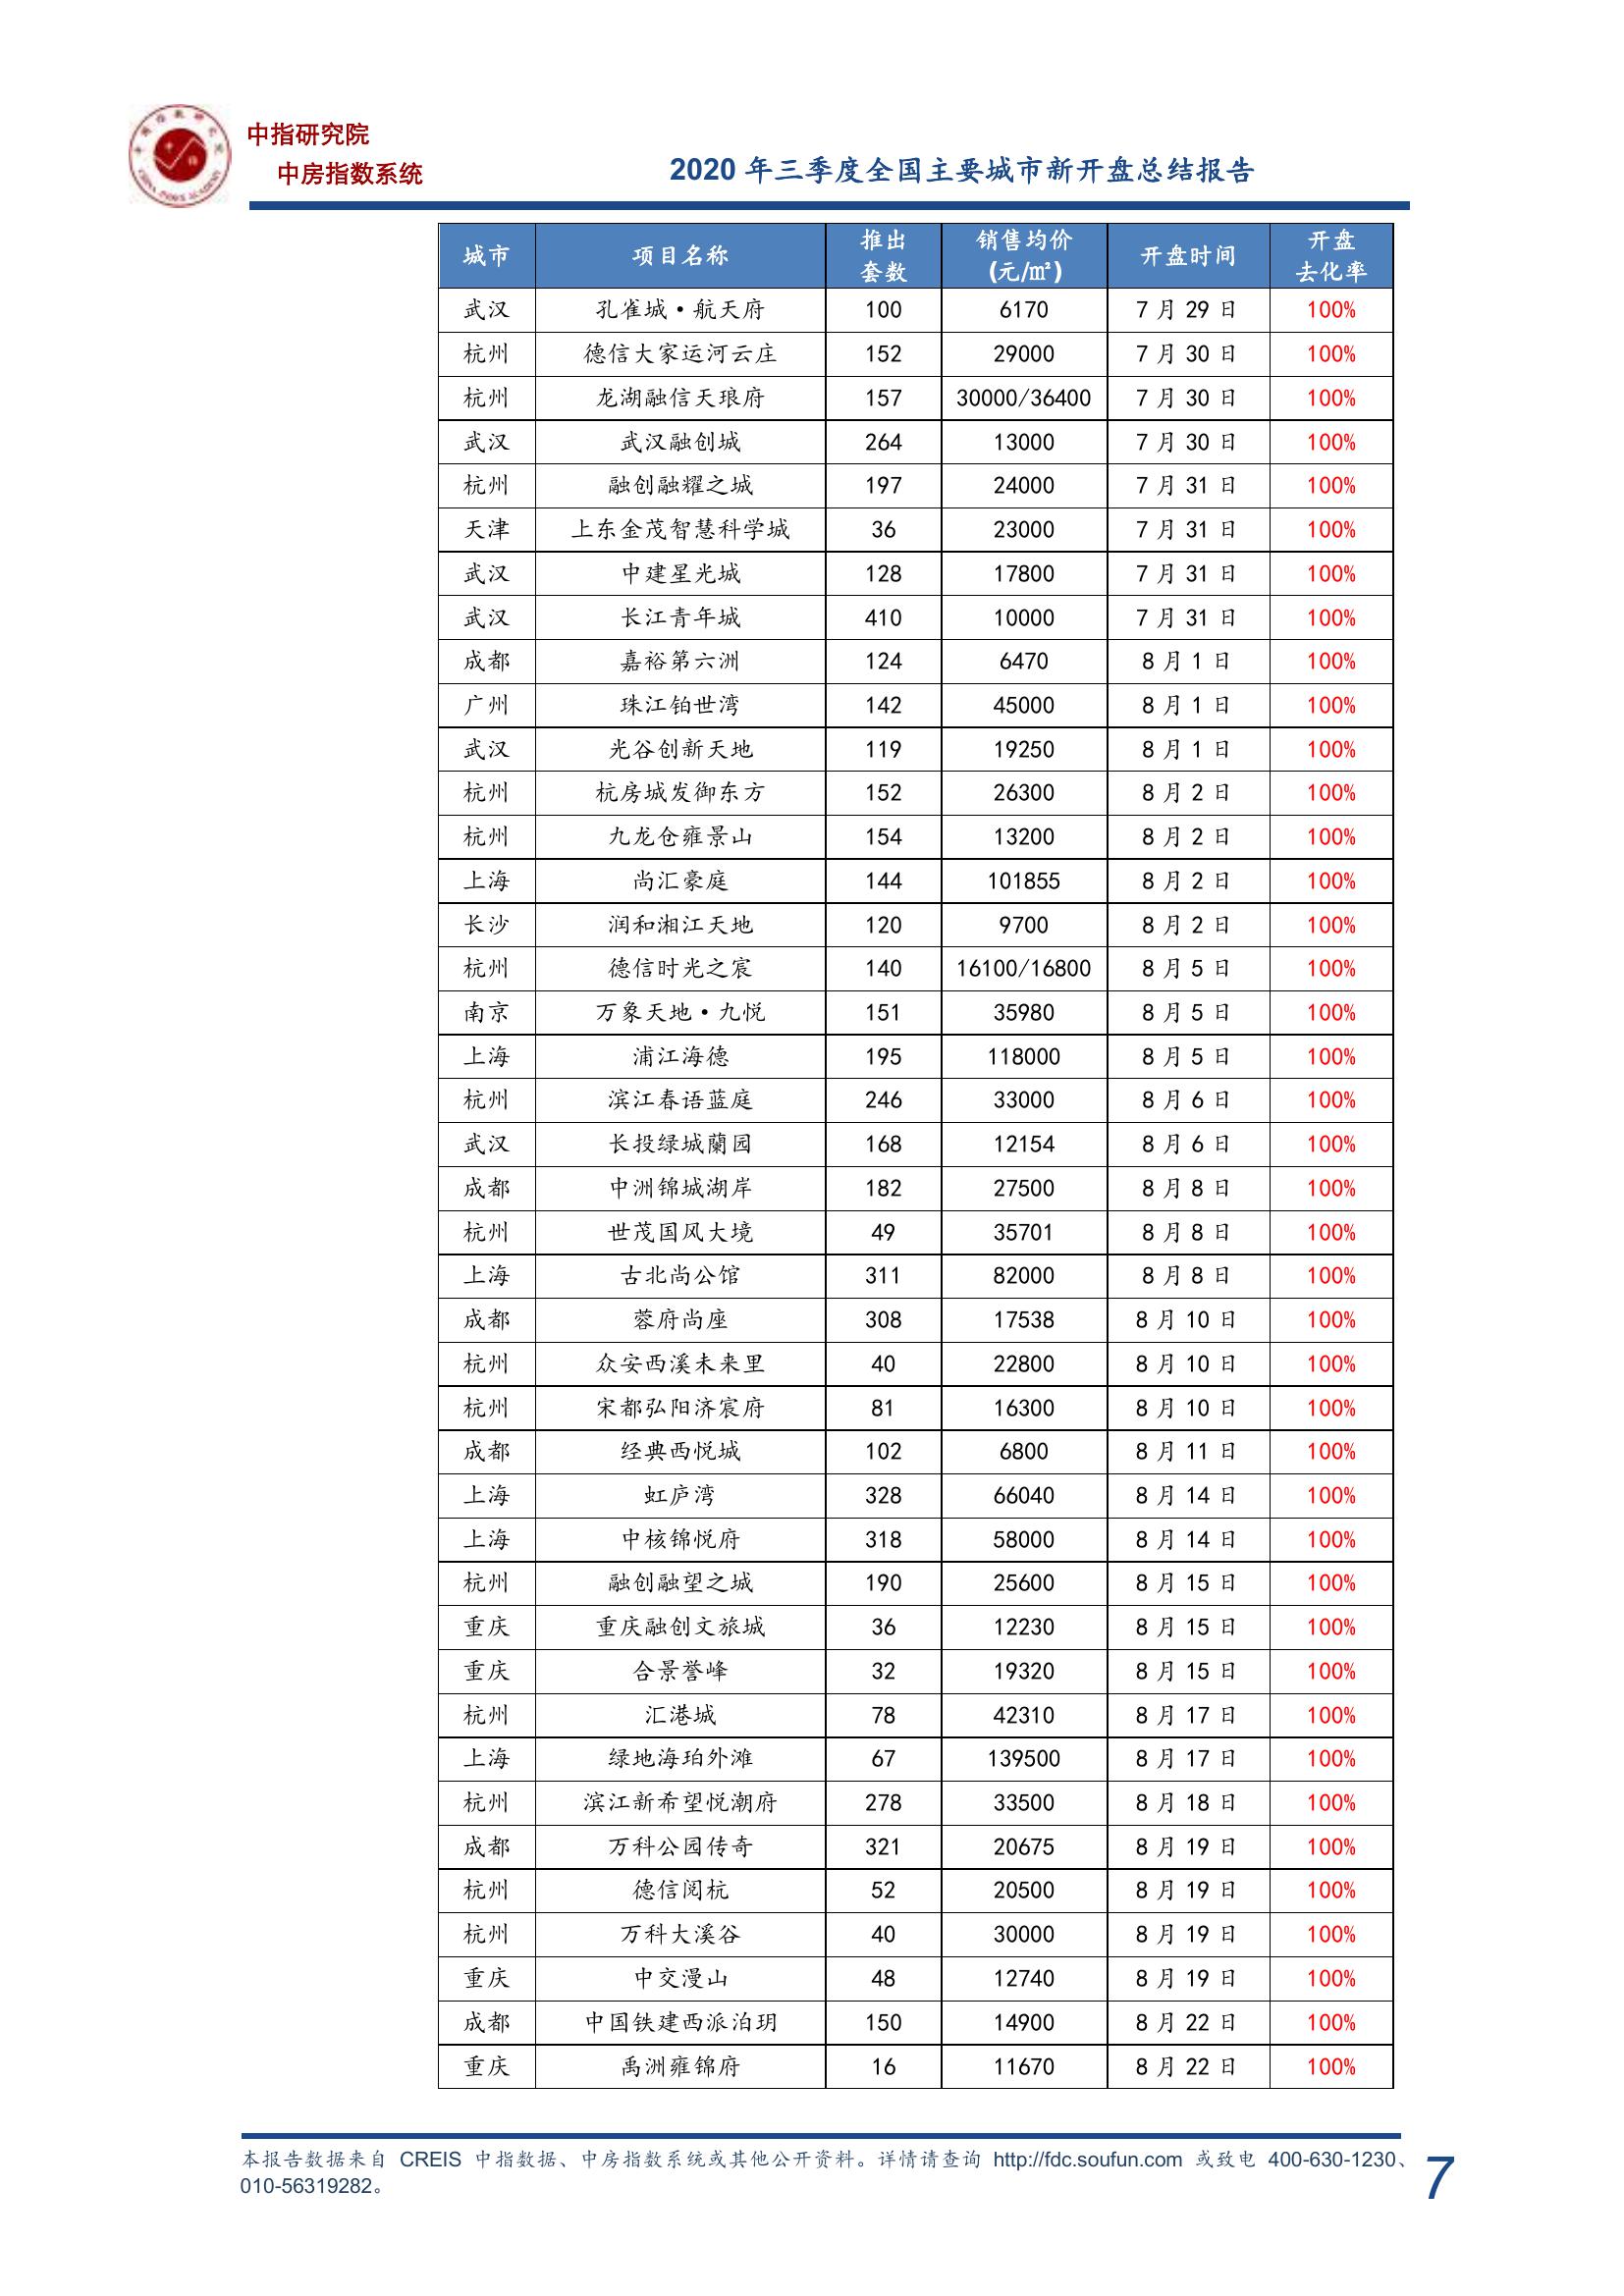 中指研究院
中房指数系统
2020 年三季度全国主要城市新开盘总结报告
城市 项目名称 推出套数 销售均价(元/㎡) 开盘时间 开盘去化率
武汉 孔雀城·航天府 100 6170 7 月 29 日 100%
杭州 德信大家运河云庄 152 29000 7 月 30 日 100%
杭州 龙湖融信天琅府 157 30000/36400 7 月 30 日 100%
武汉 武汉融创城 264 13000 7 月 30 日 100%
杭州 融创融耀之城 197 24000 7 月 31 日 100%
天津 上东金茂智慧科学城 36 23000 7 月 31 日 100%
武汉 中建星光城 128 17800 7 月 31 日 100%
武汉 长江青年城 410 10000 7 月 31 日 100%
成都 嘉裕第六洲 124 6470 8 月 1 日 100%
广州 珠江铂世湾 142 45000 8 月 1 日 100%
武汉 光谷创新天地 119 19250 8 月 1 日 100%
杭州 杭房城发御东方 152 26300 8 月 2 日 100%
杭州 九龙仓雍景山 154 13200 8 月 2 日 100%
上海 尚汇豪庭 144 101855 8 月 2 日 100%
长沙 润和湘江天地 120 9700 8 月 2 日 100%
杭州 德信时光之宸 140 16100/16800 8 月 5 日 100%
南京 万象天地·九悦 151 35980 8 月 5 日 100%
上海 浦江海德 195 118000 8 月 5 日 100%
杭州 滨江春语蓝庭 246 33000 8 月 6 日 100%
武汉 长投绿城蘭园 168 12154 8 月 6 日 100%
成都 中洲锦城湖岸 182 27500 8 月 8 日 100%
杭州 世茂国风大境 49 35701 8 月 8 日 100%
上海 古北尚公馆 311 82000 8 月 8 日 100%
成都 蓉府尚座 308 17538 8 月 10 日 100%
杭州 众安西溪未来里 40 22800 8 月 10 日 100%
杭州 宋都弘阳济宸府 81 16300 8 月 10 日 100%
成都 经典西悦城 102 6800 8 月 11 日 100%
上海 虹庐湾 328 66040 8 月 14 日 100%
上海 中核锦悦府 318 58000 8 月 14 日 100%
杭州 融创融望之城 190 25600 8 月 15 日 100%
重庆 重庆融创文旅城 36 12230 8 月 15 日 100%
重庆 合景誉峰 32 19320 8 月 15 日 100%
杭州 汇港城 78 42310 8 月 17 日 100%
上海 绿地海珀外滩 67 139500 8 月 17 日 100%
杭州 滨江新希望悦潮府 278 33500 8 月 18 日 100%
成都 万科公园传奇 321 20675 8 月 19 日 100%
杭州 德信阅杭 52 20500 8 月 19 日 100%
杭州 万科大溪谷 40 30000 8 月 19 日 100%
重庆 中交漫山 48 12740 8 月 19 日 100%
成都 中国铁建西派泊玥 150 14900 8 月 22 日 100%
重庆 禹洲雍锦府 16 11670 8 月 22 日 100%
本报告数据来自 CREIS 中指数据、中房指数系统或其他公开资料。详情请查询 http://fdc.soufun.com 或致电 400-630-1230、
010-56319282。
7